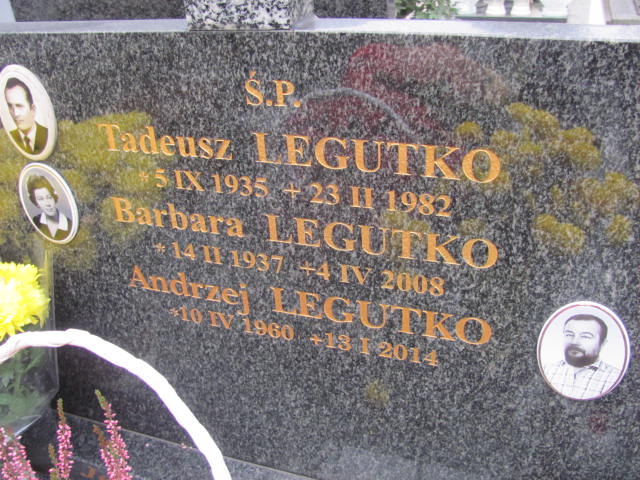 Ś.P.
Tadeusz LEGUTKO
*5 IX 1935 +23 II 1982
Barbara LEGUTKO
*14 II 1937 +4 IV 2008
Andrzej LEGUTKO
*10 IV 1960 +13 I 2014